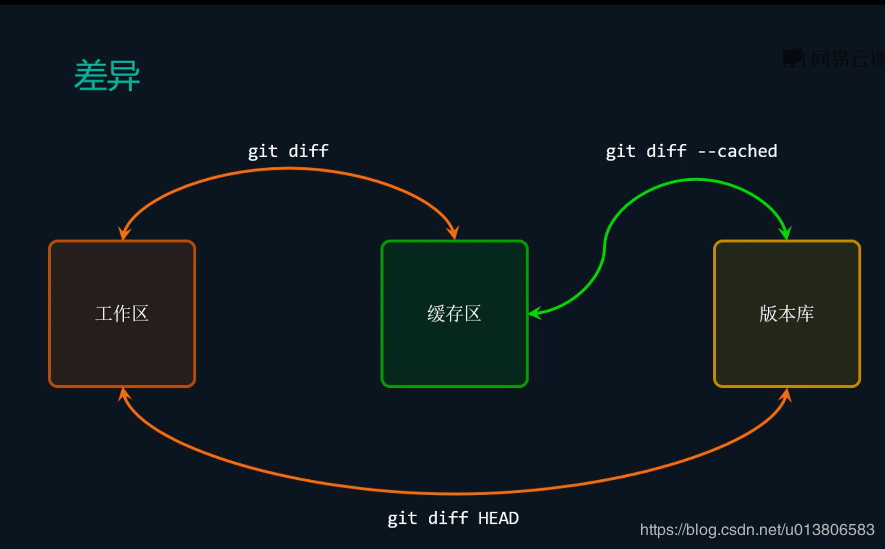 网易云课
差异
git diff
git diff --cached
工作区
缓存区
版本库
git diff HEAD
https://blog.csdn.net/u013806583